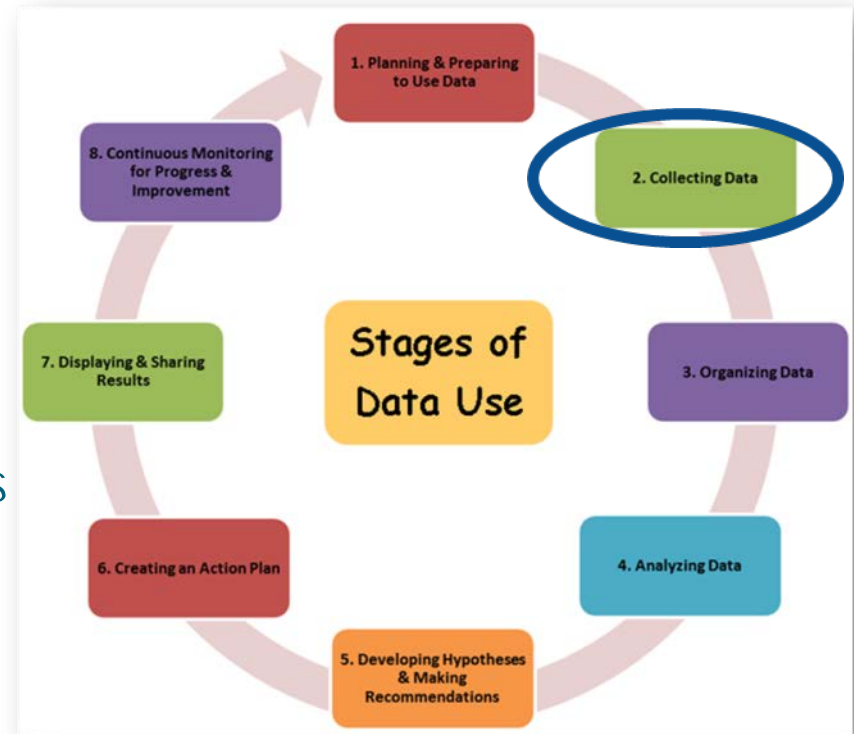 1. Planning & Preparing
to Use Data
2. Collecting Data
3. Organizing Data
4. Analyzing Data
5. Developing Hypotheses
& Making
Recommendations
6. Creating an Action Plan
7. Displaying & Sharing
Results
8. Continuous Monitoring
for Progress &
Improvement
Stages of
Data Use
s